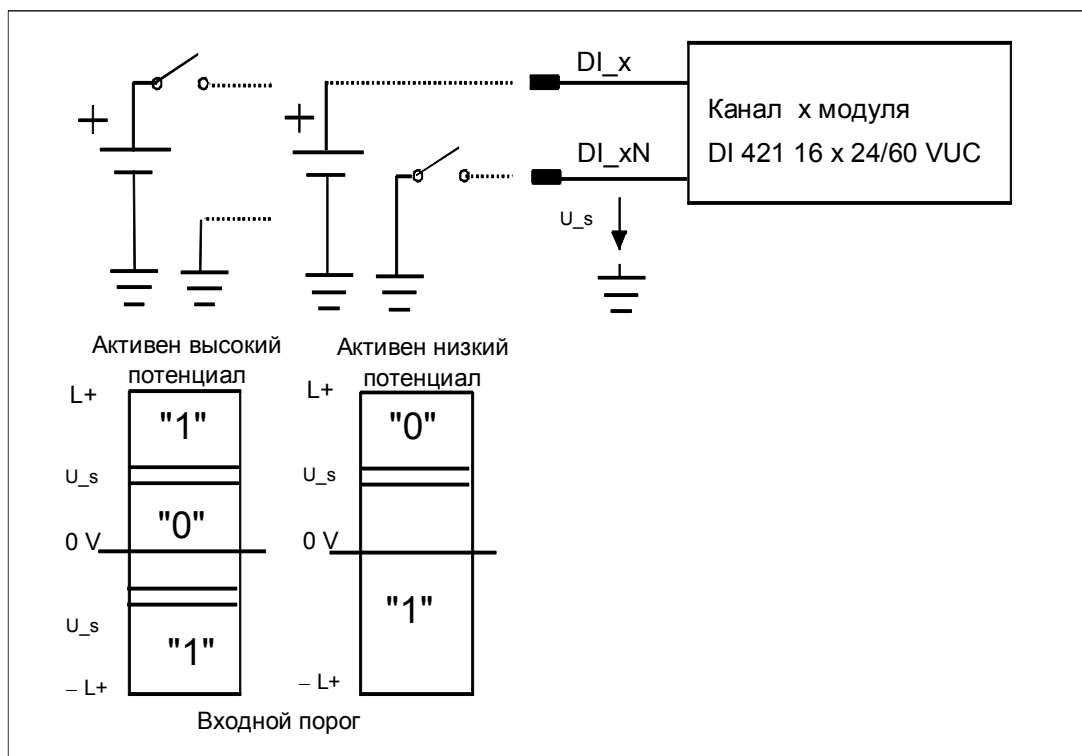 +
+
DI_x
DI_xN
U_s
Канал x модуля
DI 421 16 x 24/60 VUC
Активен высокий
потенциал
L+
"1"
U_s
"0"
0 V
U_s
"1"
– L+
Активен низкий
потенциал
L+
"0"
U_s
0 V
"1"
– L+
Входной порог